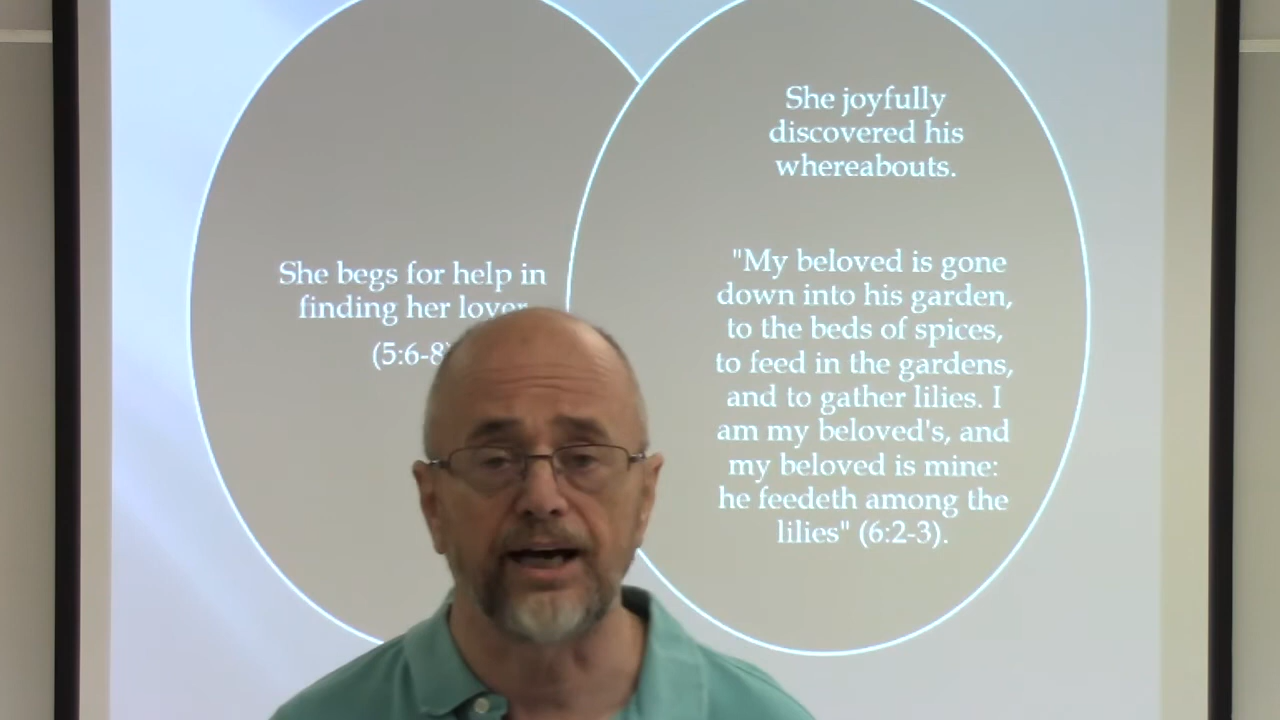 She begs for help in
finding her lover
(5:6-8)
She joyfully
discovered his
whereabouts.
"My beloved is gone
down into his garden,
to the beds of spices,
to feed in the gardens,
and to gather lilies. I
am my beloved's, and
my beloved is mine:
he feedeth among the
lilies" (6:2-3).